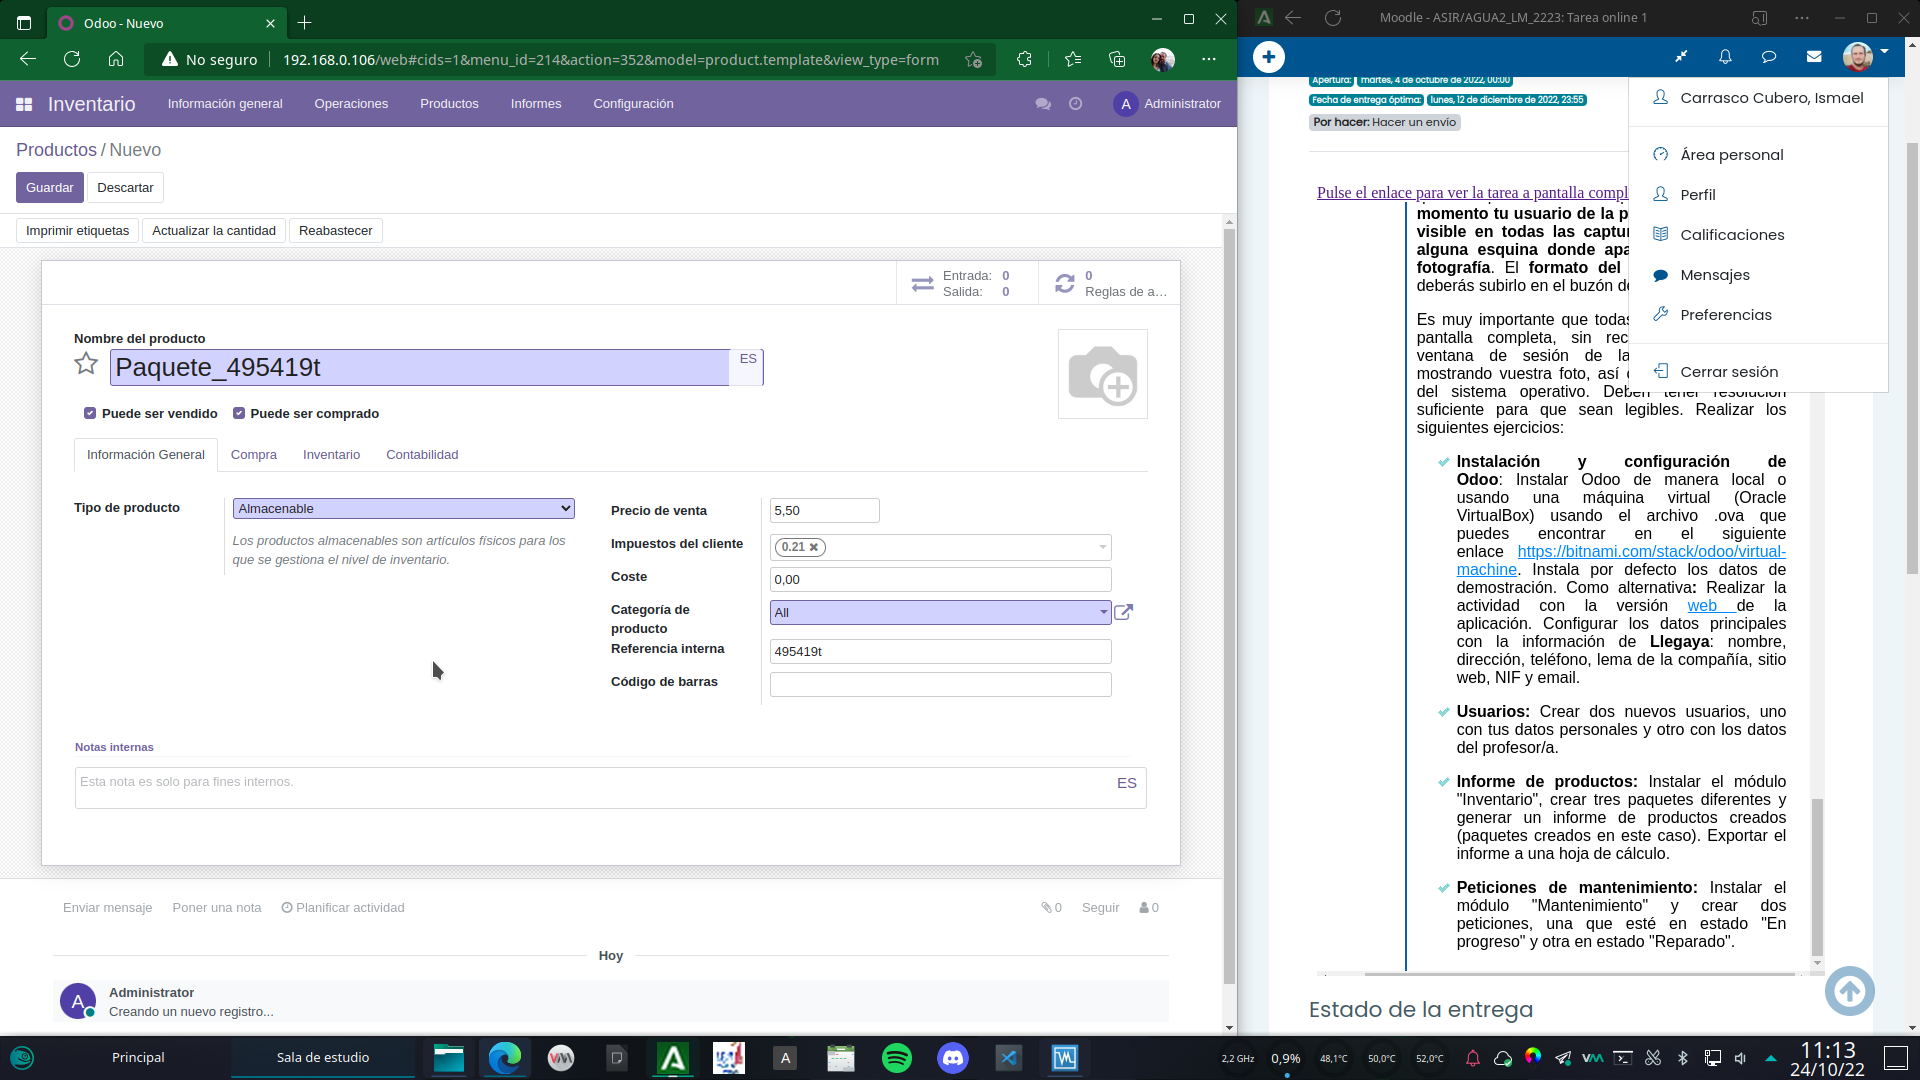 Odoo - Nuevo
No seguro
192.168.0.106/web#cids=1&menu_id=214&action=352&model=product.template&view_type=form
Inventario
Información general
Operaciones
Productos
Informes
Configuración
A Administrator
Productos / Nuevo
Guardar
Descartar
Imprimir etiquetas
Actualizar la cantidad
Reabastecer
Entrada: 0
Salida: 0
0
Reglas de a...
Nombre del producto
Paquete_495419t
ES
Puede ser vendido
Puede ser comprado
Información General
Compra
Inventario
Contabilidad
Tipo de producto
Almacenable
Los productos almacenables son artículos físicos para los
que se gestiona el nivel de inventario.
Precio de venta
5,50
Impuestos del cliente
0.21
Coste
0,00
Categoría de
producto
All
Referencia interna
495419t
Código de barras
Notas internas
Esta nota es solo para fines internos.
ES
Enviar mensaje
Poner una nota
Planificar actividad
0
Seguir
0
Hoy
A
Administrator
Creando un nuevo registro...
Moodle - ASIR/AGUA2_LM_2223: Tarea online 1
Apertura: martes, 4 de octubre de 2022, 00:00
Fecha de entrega óptima: lunes, 12 de diciembre de 2022, 23:55
Por hacer: Hacer un envío
Carrasco Cubero, Ismael
Área personal
Perfil
Calificaciones
Mensajes
Preferencias
Cerrar sesión
Pulse el enlace para ver la tarea a pantalla compl
momento tu usuario de la p
visible en todas las captur
alguna esquina donde apa
fotografía. El formato del
deberás subirlo en el buzón de
Es muy importante que todas
pantalla completa, sin rec
ventana de sesión de la
mostrando vuestra foto, así
del sistema operativo. Deben tener resolución
suficiente para que sean legibles. Realizar los
siguientes ejercicios:
Instalación y configuración de
Odoo: Instalar Odoo de manera local o
usando una máquina virtual (Oracle
VirtualBox) usando el archivo .ova que
puedes encontrar en el siguiente
enlace https://bitnami.com/stack/odoo/virtual-
machine. Instala por defecto los datos de
demostración. Como alternativa: Realizar la
actividad con la versión web de la
aplicación. Configurar los datos principales
con la información de Llegaya: nombre,
dirección, teléfono, lema de la compañía, sitio
web, NIF y email.
Usuarios: Crear dos nuevos usuarios, uno
con tus datos personales y otro con los datos
del profesor/a.
Informe de productos: Instalar el módulo
"Inventario", crear tres paquetes diferentes y
generar un informe de productos creados
(paquetes creados en este caso). Exportar el
informe a una hoja de cálculo.
Peticiones de mantenimiento: Instalar el
módulo "Mantenimiento" y crear dos
peticiones, una que esté en estado "En
progreso" y otra en estado "Reparado".
Estado de la entrega
Principal
Sala de estudio
2,2 GHz
0,9%
48,1°C
50,0°C
52,0°C
11:13
24/10/22